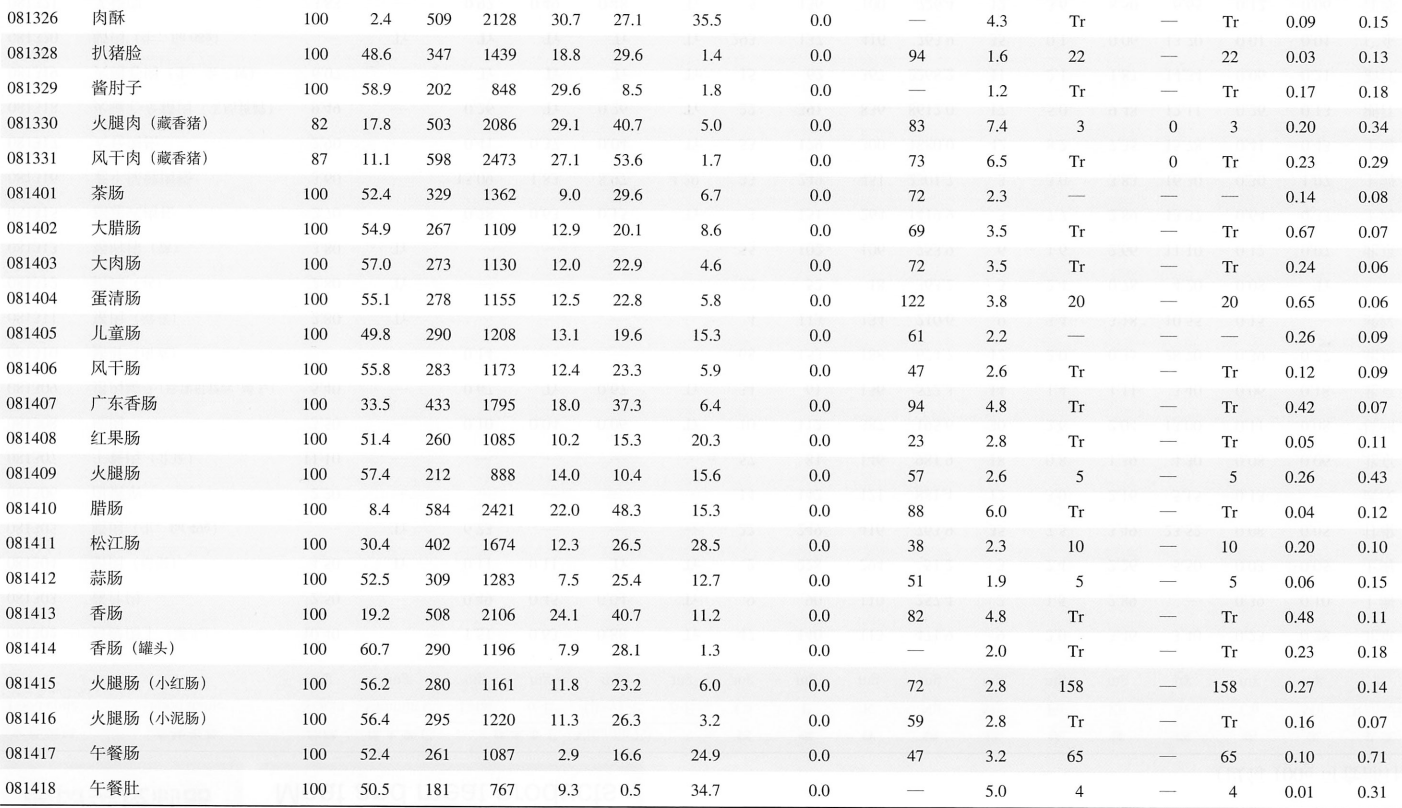 081326 肉酥 100 2.4 509 2128 30.7 27.1 35.5 0.0 — 4.3 Tr — Tr 0.09 0.15
081328 扒猪脸 100 48.6 347 1439 18.8 29.6 1.4 0.0 94 1.6 22 — 22 0.03 0.13
081329 酱肘子 100 58.9 202 848 29.6 8.5 1.8 0.0 — 1.2 Tr — Tr 0.17 0.18
081330 火腿肉（藏香猪） 82 17.8 503 2086 29.1 40.7 5.0 0.0 83 7.4 3 0 3 0.20 0.34
081331 风干肉（藏香猪） 87 11.1 598 2473 27.1 53.6 1.7 0.0 73 6.5 Tr 0 Tr 0.23 0.29
081401 茶肠 100 52.4 329 1362 9.0 29.6 6.7 0.0 72 2.3 — — — 0.14 0.08
081402 大腊肠 100 54.9 267 1109 12.9 20.1 8.6 0.0 69 3.5 Tr — Tr 0.67 0.07
081403 大肉肠 100 57.0 273 1130 12.0 22.9 4.6 0.0 72 3.5 Tr — Tr 0.24 0.06
081404 蛋清肠 100 55.1 278 1155 12.5 22.8 5.8 0.0 122 3.8 20 — 20 0.65 0.06
081405 儿童肠 100 49.8 290 1208 13.1 19.6 15.3 0.0 61 2.2 — — — 0.26 0.09
081406 风干肠 100 55.8 283 1173 12.4 23.3 5.9 0.0 47 2.6 Tr — Tr 0.12 0.09
081407 广东香肠 100 33.5 433 1795 18.0 37.3 6.4 0.0 94 4.8 Tr — Tr 0.42 0.07
081408 红果肠 100 51.4 260 1085 10.2 15.3 20.3 0.0 23 2.8 Tr — Tr 0.05 0.11
081409 火腿肠 100 57.4 212 888 14.0 10.4 15.6 0.0 57 2.6 5 — 5 0.26 0.43
081410 腊肠 100 8.4 584 2421 22.0 48.3 15.3 0.0 88 6.0 Tr — Tr 0.04 0.12
081411 松江肠 100 30.4 402 1674 12.3 26.5 28.5 0.0 38 2.3 10 — 10 0.20 0.10
081412 蒜肠 100 52.5 309 1283 7.5 25.4 12.7 0.0 51 1.9 5 — 5 0.06 0.15
081413 香肠 100 19.2 508 2106 24.1 40.7 11.2 0.0 82 4.8 Tr — Tr 0.48 0.11
081414 香肠（罐头） 100 60.7 290 1196 7.9 28.1 1.3 0.0 — 2.0 Tr — Tr 0.23 0.18
081415 火腿肠（小红肠） 100 56.2 280 1161 11.8 23.2 6.0 0.0 72 2.8 158 — 158 0.27 0.14
081416 火腿肠（小泥肠） 100 56.4 295 1220 11.3 26.3 3.2 0.0 59 2.8 Tr — Tr 0.16 0.07
081417 午餐肠 100 52.4 261 1087 2.9 16.6 24.9 0.0 47 3.2 65 — 65 0.10 0.71
081418 午餐肚 100 50.5 181 767 9.3 0.5 34.7 0.0 — 5.0 4 — 4 0.01 0.31